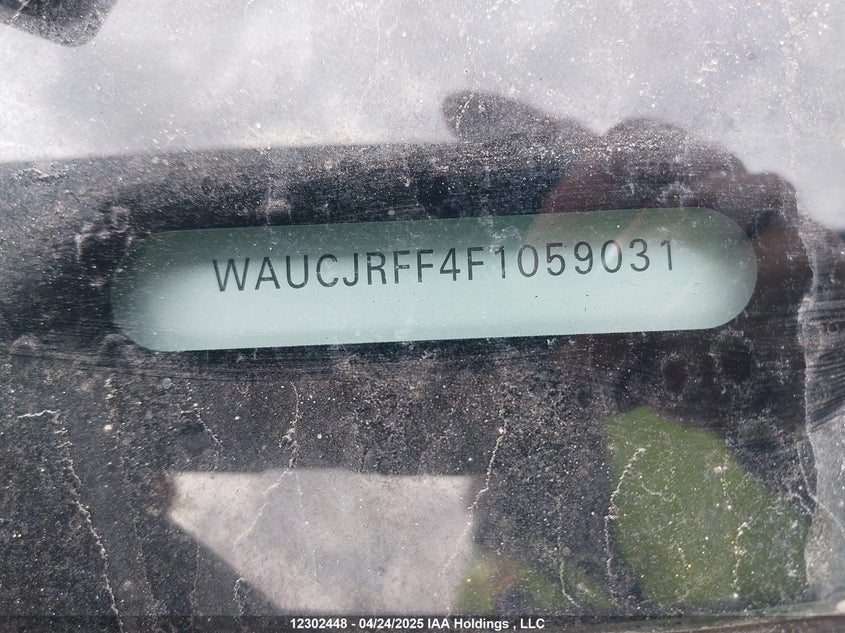 WAUCJRFF4F1059031
12302448 - 04/24/2025 IAA Holdings , LLC